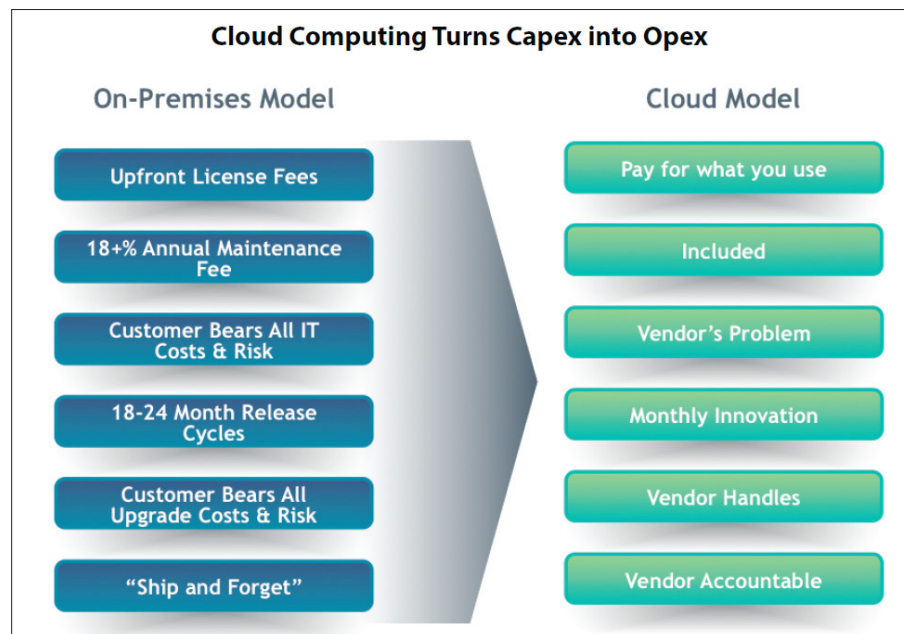 Cloud Computing Turns Capex into Opex
On-Premises Model
Upfront License Fees
18+% Annual Maintenance
Fee
Customer Bears All IT
Costs & Risk
18-24 Month Release
Cycles
Customer Bears All
Upgrade Costs & Risk
“Ship and Forget”
Cloud Model
Pay for what you use
Included
Vendor’s Problem
Monthly Innovation
Vendor Handles
Vendor Accountable